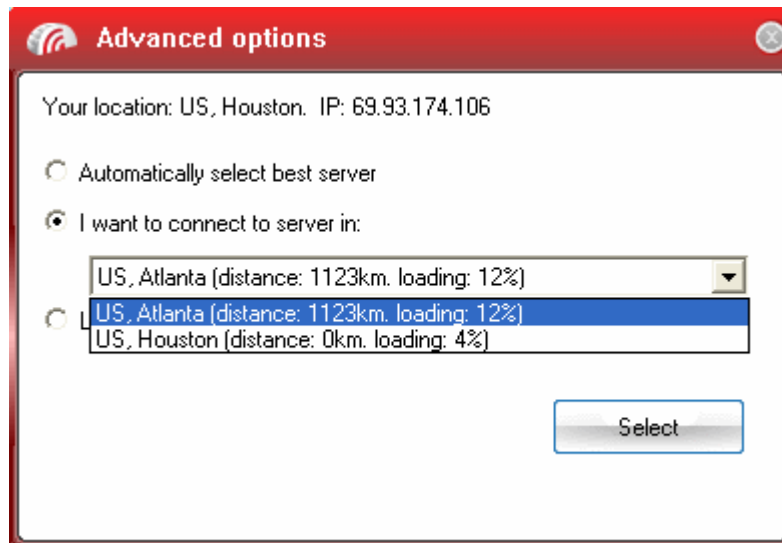 Advanced options
Your location: US, Houston.  IP: 69.93.174.106
Automatically select best server
I want to connect to server in:
US, Atlanta (distance: 1123km. loading: 12%)
US, Atlanta (distance: 1123km. loading: 12%)
US, Houston (distance: 0km. loading: 4%)
Select